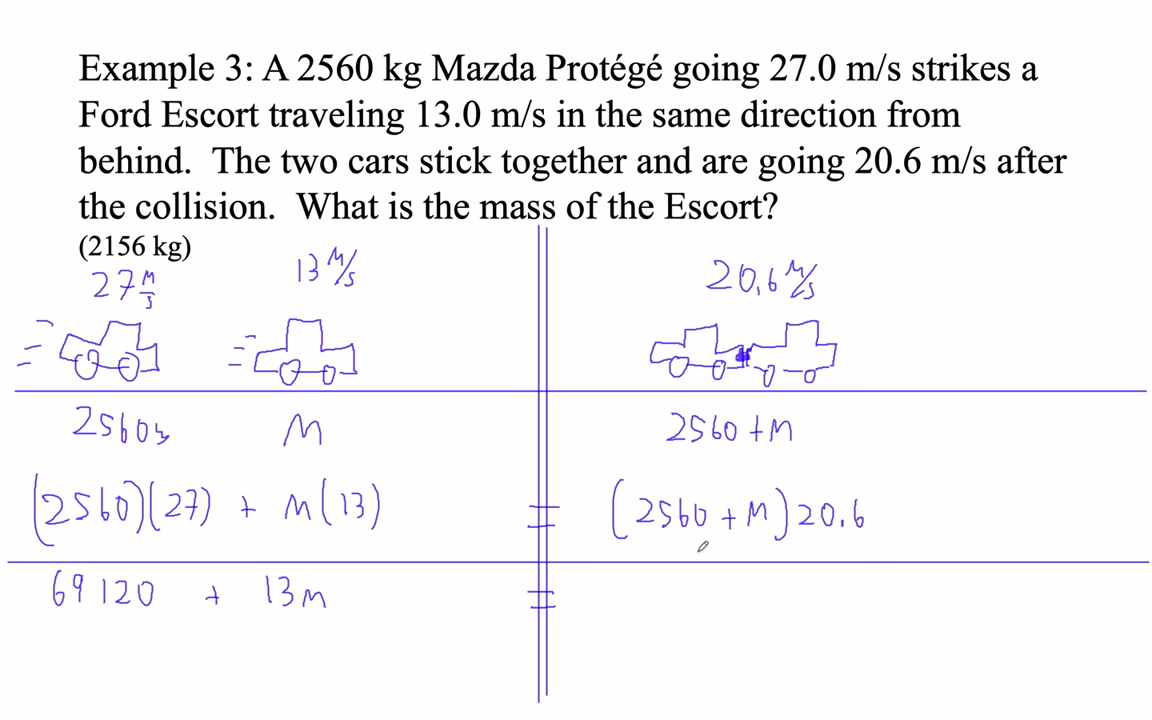 Example 3: A 2560 kg Mazda Protégé going 27.0 m/s strikes a
Ford Escort traveling 13.0 m/s in the same direction from
behind.  The two cars stick together and are going 20.6 m/s after
the collision.  What is the mass of the Escort?
(2156 kg)
27 m/s 13 m/s 20.6 m/s
2560 M 2560 + M
(2560)(27) + M(13) = (2560 + M) 20.6
69120 + 13M =